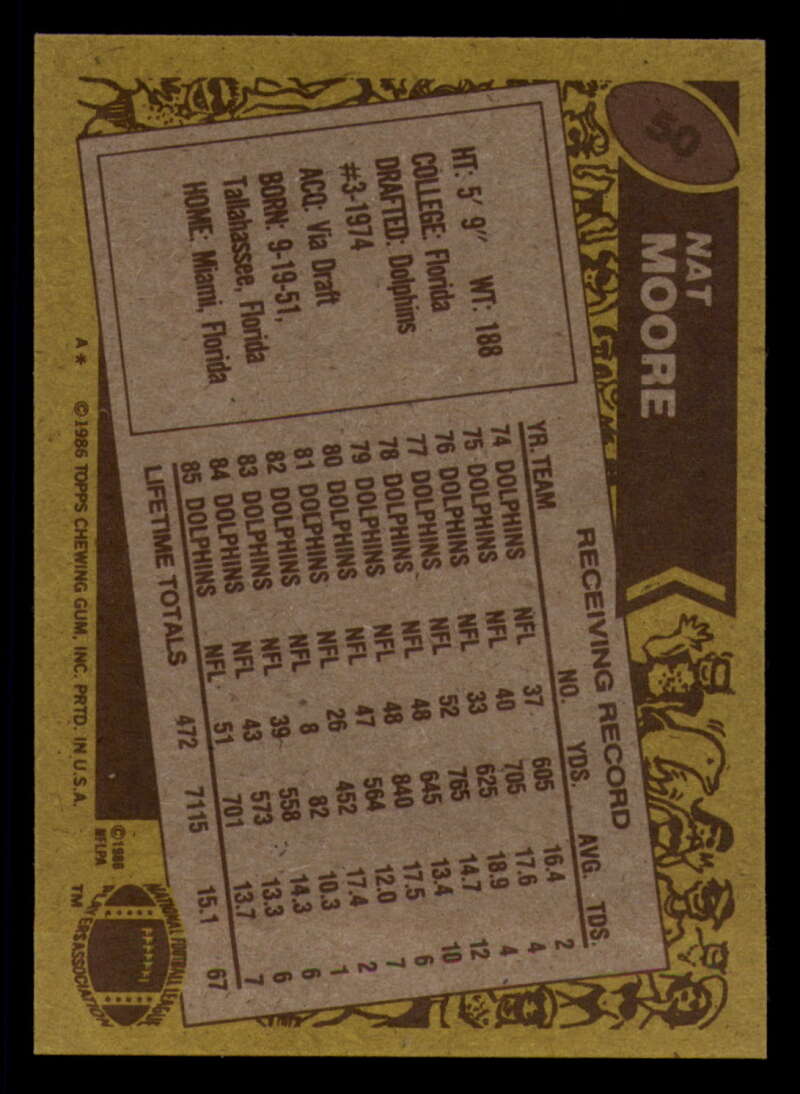 50
NAT
MOORE
HT: 5' 9" WT: 188
COLLEGE: Florida
DRAFTED: Dolphins
#3-1974
ACQ: Via Draft
BORN: 9-19-51,
Tallahassee, Florida
HOME: Miami, Florida
RECEIVING RECORD
YR. TEAM NO. YDS. AVG. TDS.
74 DOLPHINS NFL 37 605 16.4 2
75 DOLPHINS NFL 40 705 17.6 4
76 DOLPHINS NFL 33 625 18.9 4
77 DOLPHINS NFL 52 765 14.7 12
78 DOLPHINS NFL 48 645 13.4 10
79 DOLPHINS NFL 48 840 17.5 6
80 DOLPHINS NFL 47 564 12.0 7
81 DOLPHINS NFL 26 452 17.4 2
82 DOLPHINS NFL 8 82 10.3 1
83 DOLPHINS NFL 39 558 14.3 6
84 DOLPHINS NFL 43 573 13.3 6
85 DOLPHINS NFL 51 701 13.7 7
LIFETIME TOTALS 472 7115 15.1 67
A* ©1986 TOPPS CHEWING GUM, INC. PRTD. IN U.S.A.
©1986
NFLPA
NATIONAL FOOTBALL LEAGUE
PLAYERS ASSOCIATION
TM